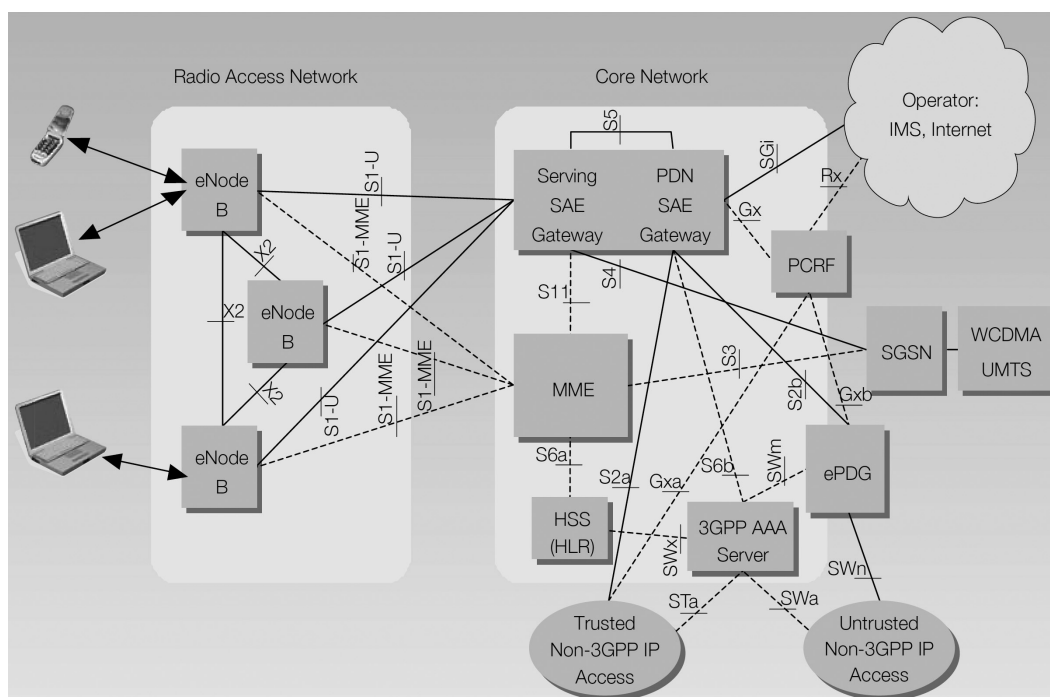 Radio Access Network
Core Network
Operator:
IMS, Internet
eNode
B
S1-U
S1-MME
S1-U
X2
X2
eNode
B
X2
S1-U
S1-MME
S1-MME
eNode
B
S5
Serving
SAE
Gateway
PDN
SAE
Gateway
SGi
Rx
Gx
PCRF
S11
S4
MME
S3
SGSN
WCDMA
UMTS
S2b
Gxb
S6a
S2a
Gxa
S6b
SWm
ePDG
HSS
(HLR)
SWx
3GPP AAA
Server
STa
SWa
SWn
Trusted
Non-3GPP IP
Access
Untrusted
Non-3GPP IP
Access